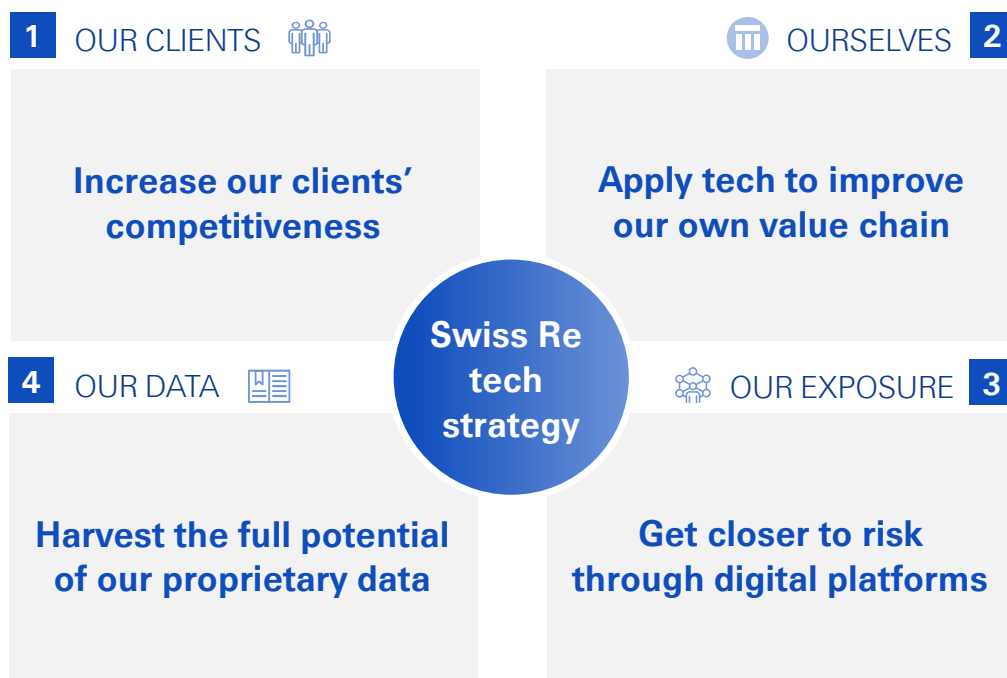 1 OUR CLIENTS
OURSELVES 2
Increase our clients’
competitiveness
Apply tech to improve
our own value chain
Swiss Re
tech
strategy
4 OUR DATA
OUR EXPOSURE 3
Harvest the full potential
of our proprietary data
Get closer to risk
through digital platforms